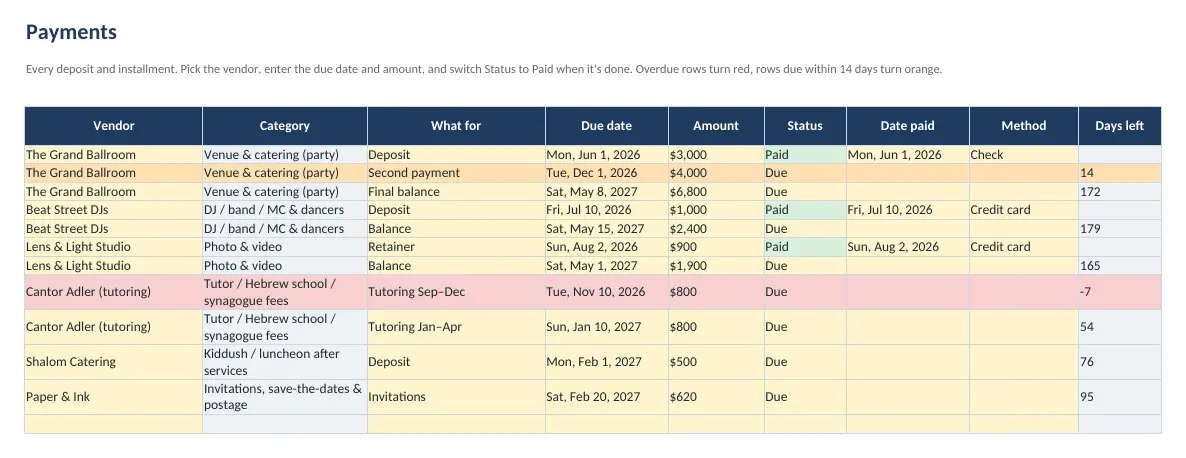 Payments
Every deposit and installment. Pick the vendor, enter the due date and amount, and switch Status to Paid when it's done. Overdue rows turn red, rows due within 14 days turn orange.
Vendor Category What for Due date Amount Status Date paid Method Days left
The Grand Ballroom Venue & catering (party) Deposit Mon, Jun 1, 2026 $3,000 Paid Mon, Jun 1, 2026 Check
The Grand Ballroom Venue & catering (party) Second payment Tue, Dec 1, 2026 $4,000 Due 14
The Grand Ballroom Venue & catering (party) Final balance Sat, May 8, 2027 $6,800 Due 172
Beat Street DJs DJ / band / MC & dancers Deposit Fri, Jul 10, 2026 $1,000 Paid Fri, Jul 10, 2026 Credit card
Beat Street DJs DJ / band / MC & dancers Balance Sat, May 15, 2027 $2,400 Due 179
Lens & Light Studio Photo & video Retainer Sun, Aug 2, 2026 $900 Paid Sun, Aug 2, 2026 Credit card
Lens & Light Studio Photo & video Balance Sat, May 1, 2027 $1,900 Due 165
Cantor Adler (tutoring) Tutor / Hebrew school / synagogue fees Tutoring Sep–Dec Tue, Nov 10, 2026 $800 Due -7
Cantor Adler (tutoring) Tutor / Hebrew school / synagogue fees Tutoring Jan–Apr Sun, Jan 10, 2027 $800 Due 54
Shalom Catering Kiddush / luncheon after services Deposit Mon, Feb 1, 2027 $500 Due 76
Paper & Ink Invitations, save-the-dates & postage Invitations Sat, Feb 20, 2027 $620 Due 95